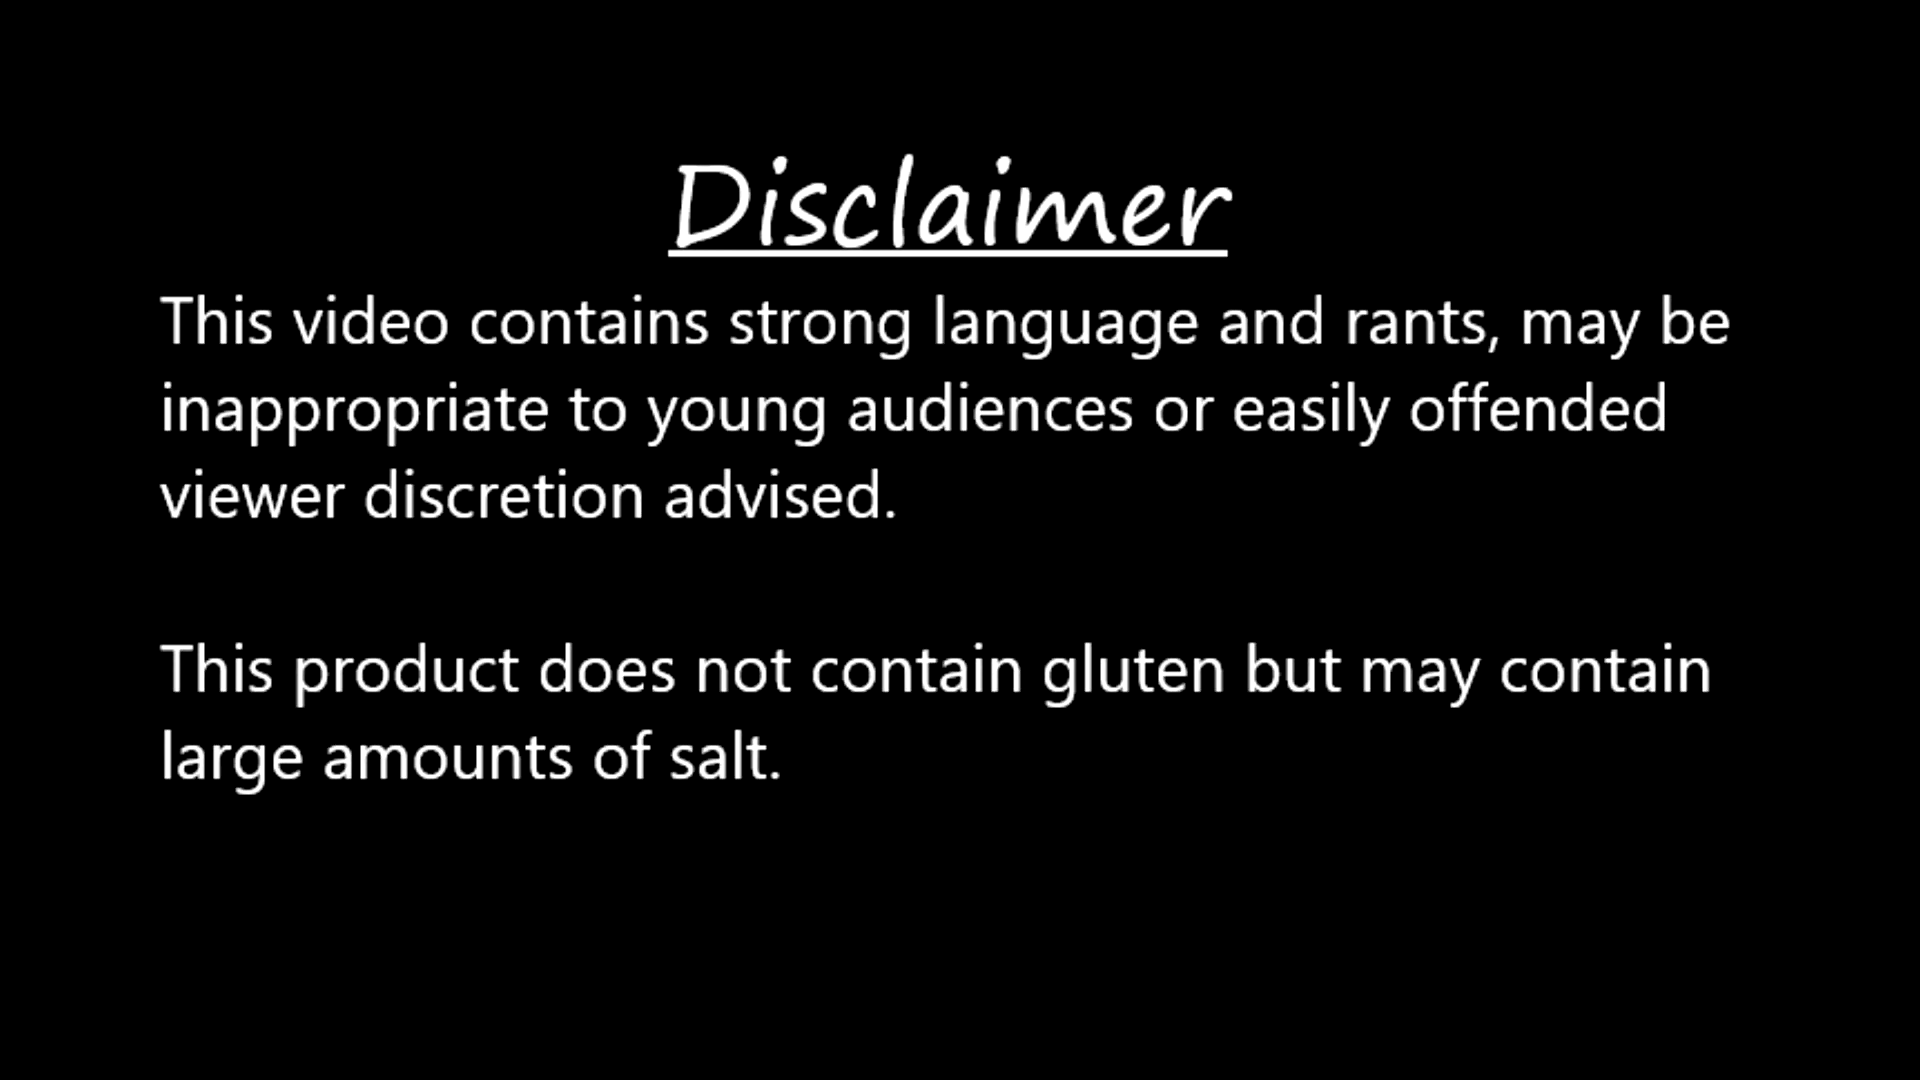 Disclaimer
This video contains strong language and rants, may be
inappropriate to young audiences or easily offended
viewer discretion advised.
This product does not contain gluten but may contain
large amounts of salt.